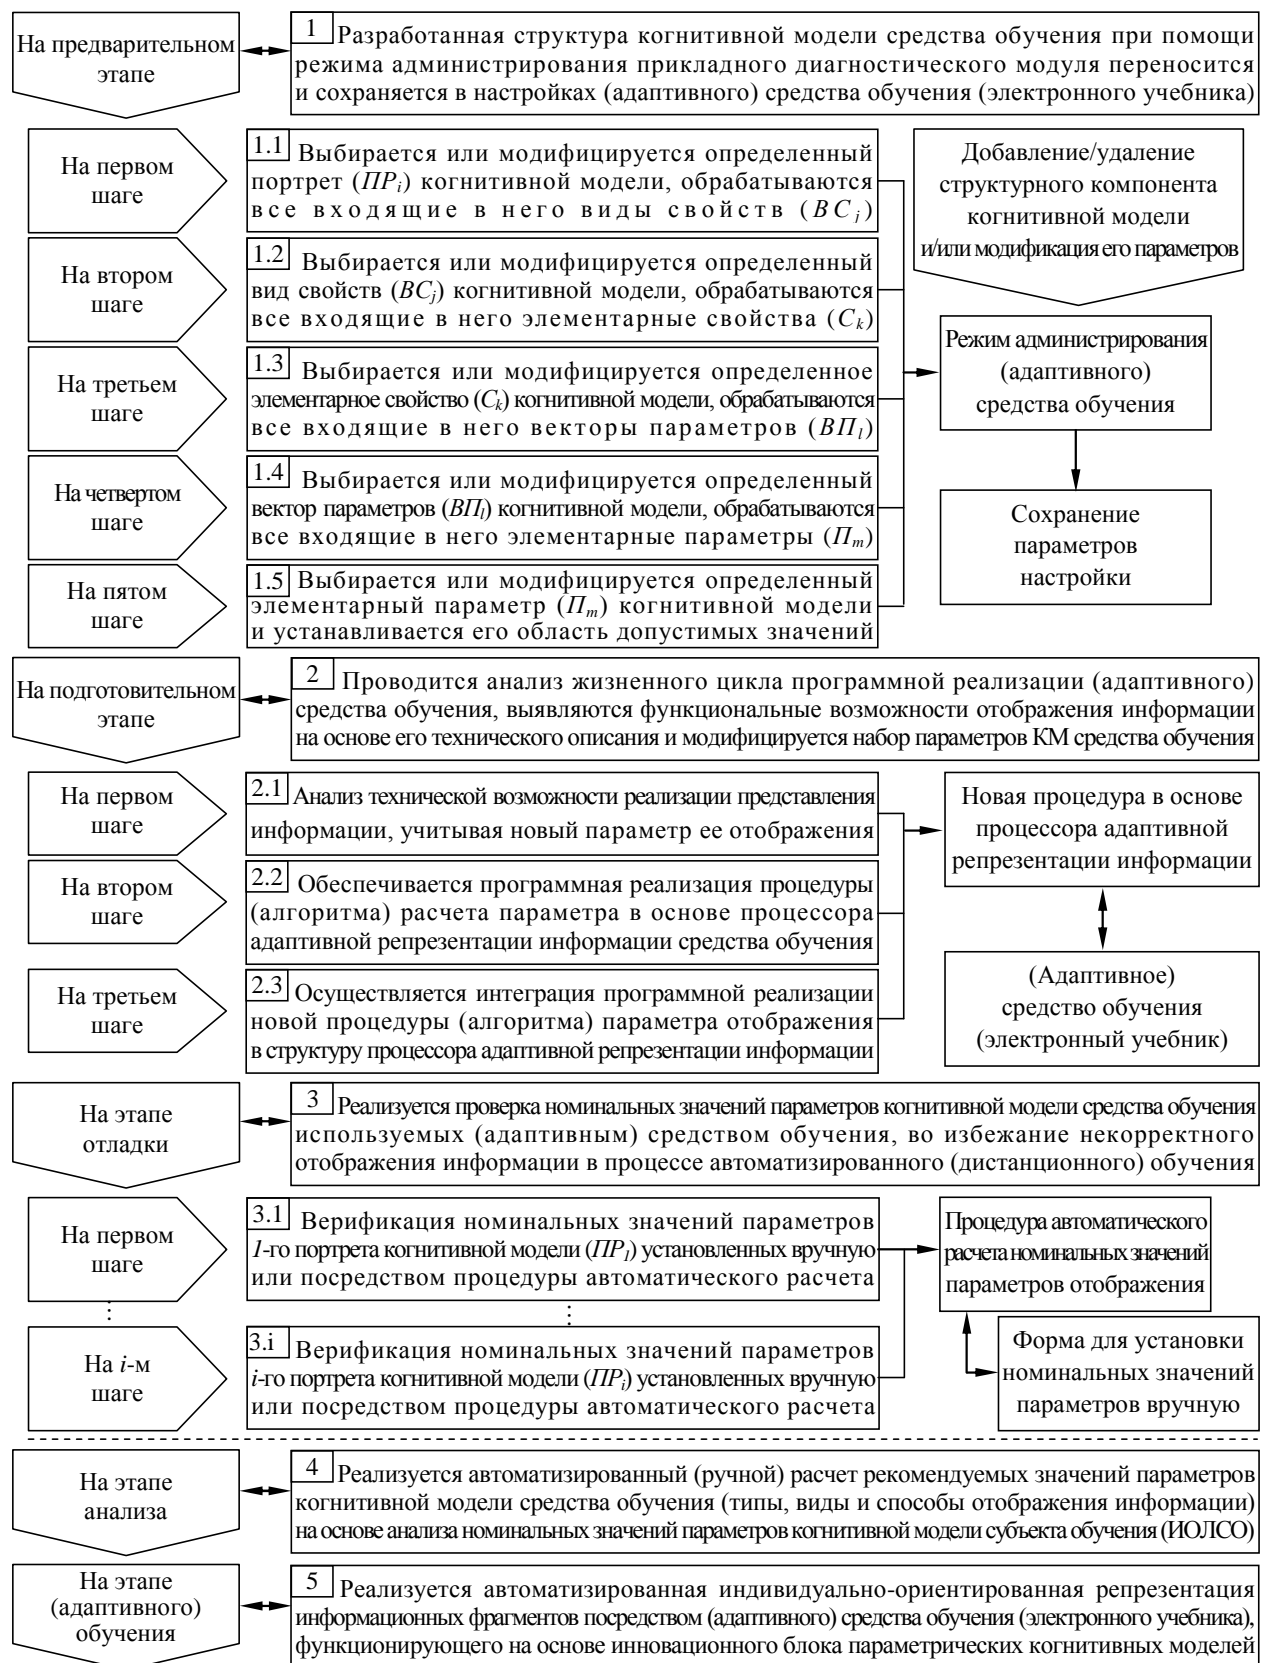 На предварительном
этапе
1 Разработанная структура когнитивной модели средства обучения при помощи
режима администрирования прикладного диагностического модуля переносится
и сохраняется в настройках (адаптивного) средства обучения (электронного учебника)
На первом
шаге
1.1 Выбирается или модифицируется определенный
портрет (ПРi) когнитивной модели, обрабатываются
все входящие в него виды свойств (ВСj)
Добавление/удаление
структурного компонента
когнитивной модели
и/или модификация его параметров
На втором
шаге
1.2 Выбирается или модифицируется определенный
вид свойств (ВСj) когнитивной модели, обрабатываются
все входящие в него элементарные свойства (Сk)
На третьем
шаге
1.3 Выбирается или модифицируется определенное
элементарное свойство (Сk) когнитивной модели, обрабатываются
все входящие в него векторы параметров (ВПl)
Режим администрирования
(адаптивного)
средства обучения
На четвертом
шаге
1.4 Выбирается или модифицируется определенный
вектор параметров (ВПl) когнитивной модели, обрабатываются
все входящие в него элементарные параметры (Пm)
Сохранение
параметров
настройки
На пятом
шаге
1.5 Выбирается или модифицируется определенный
элементарный параметр (Пm) когнитивной модели
и устанавливается его область допустимых значений
На подготовительном
этапе
2 Проводится анализ жизненного цикла программной реализации (адаптивного)
средства обучения, выявляются функциональные возможности отображения информации
на основе его технического описания и модифицируется набор параметров КМ средства обучения
На первом
шаге
2.1 Анализ технической возможности реализации представления
информации, учитывая новый параметр ее отображения
Новая процедура в основе
процессора адаптивной
репрезентации информации
На втором
шаге
2.2 Обеспечивается программная реализация процедуры
(алгоритма) расчета параметра в основе процессора
адаптивной репрезентации информации средства обучения
На третьем
шаге
2.3 Осуществляется интеграция программной реализации
новой процедуры (алгоритма) параметра отображения
в структуру процессора адаптивной репрезентации информации
(Адаптивное)
средство обучения
(электронный учебник)
На этапе
отладки
3 Реализуется проверка номинальных значений параметров когнитивной модели средства обучения
используемых (адаптивным) средством обучения, во избежание некорректного
отображения информации в процессе автоматизированного (дистанционного) обучения
На первом
шаге
3.1 Верификация номинальных значений параметров
1-го портрета когнитивной модели (ПР1) установленных вручную
или посредством процедуры автоматического расчета
Процедура автоматического
расчета номинальных значений
параметров отображения
⋮ ⋮
На i-м
шаге
3.i Верификация номинальных значений параметров
i-го портрета когнитивной модели (ПРi) установленных вручную
или посредством процедуры автоматического расчета
Форма для установки
номинальных значений
параметров вручную
На этапе
анализа
4 Реализуется автоматизированный (ручной) расчет рекомендуемых значений параметров
когнитивной модели средства обучения (типы, виды и способы отображения информации)
на основе анализа номинальных значений параметров когнитивной модели субъекта обучения (ИОЛСО)
На этапе
(адаптивного)
обучения
5 Реализуется автоматизированная индивидуально-ориентированная репрезентация
информационных фрагментов посредством (адаптивного) средства обучения (электронного учебника),
функционирующего на основе инновационного блока параметрических когнитивных моделей